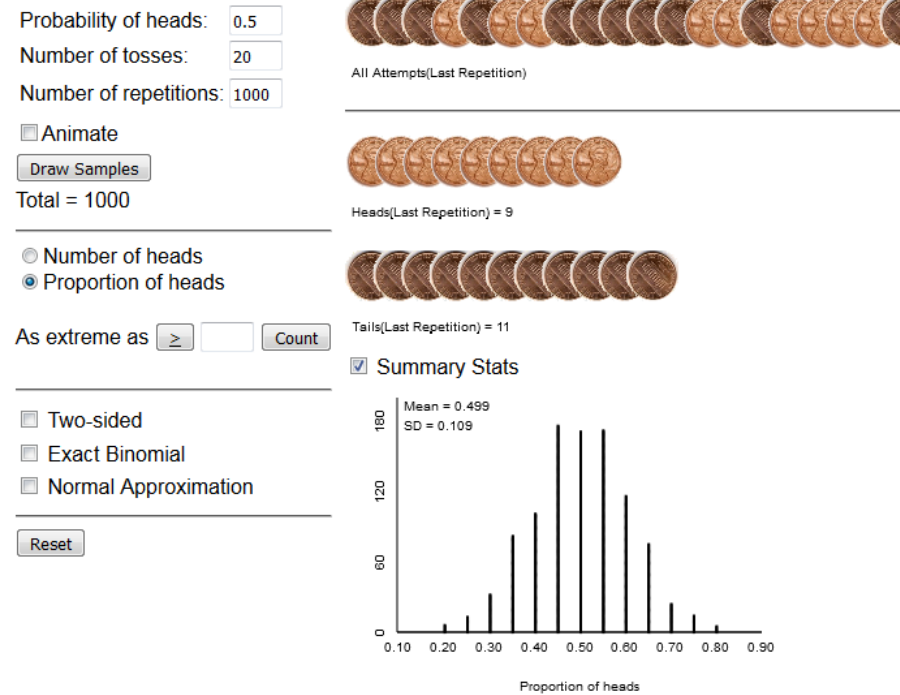 Probability of heads: 0.5
Number of tosses: 20
Number of repetitions: 1000
Animate
Draw Samples
Total = 1000
Number of heads
Proportion of heads
As extreme as ≥ Count
Two-sided
Exact Binomial
Normal Approximation
Reset
All Attempts(Last Repetition)
Heads(Last Repetition) = 9
Tails(Last Repetition) = 11
Summary Stats
Mean = 0.499
SD = 0.109
180
120
60
0
0.10 0.20 0.30 0.40 0.50 0.60 0.70 0.80 0.90
Proportion of heads